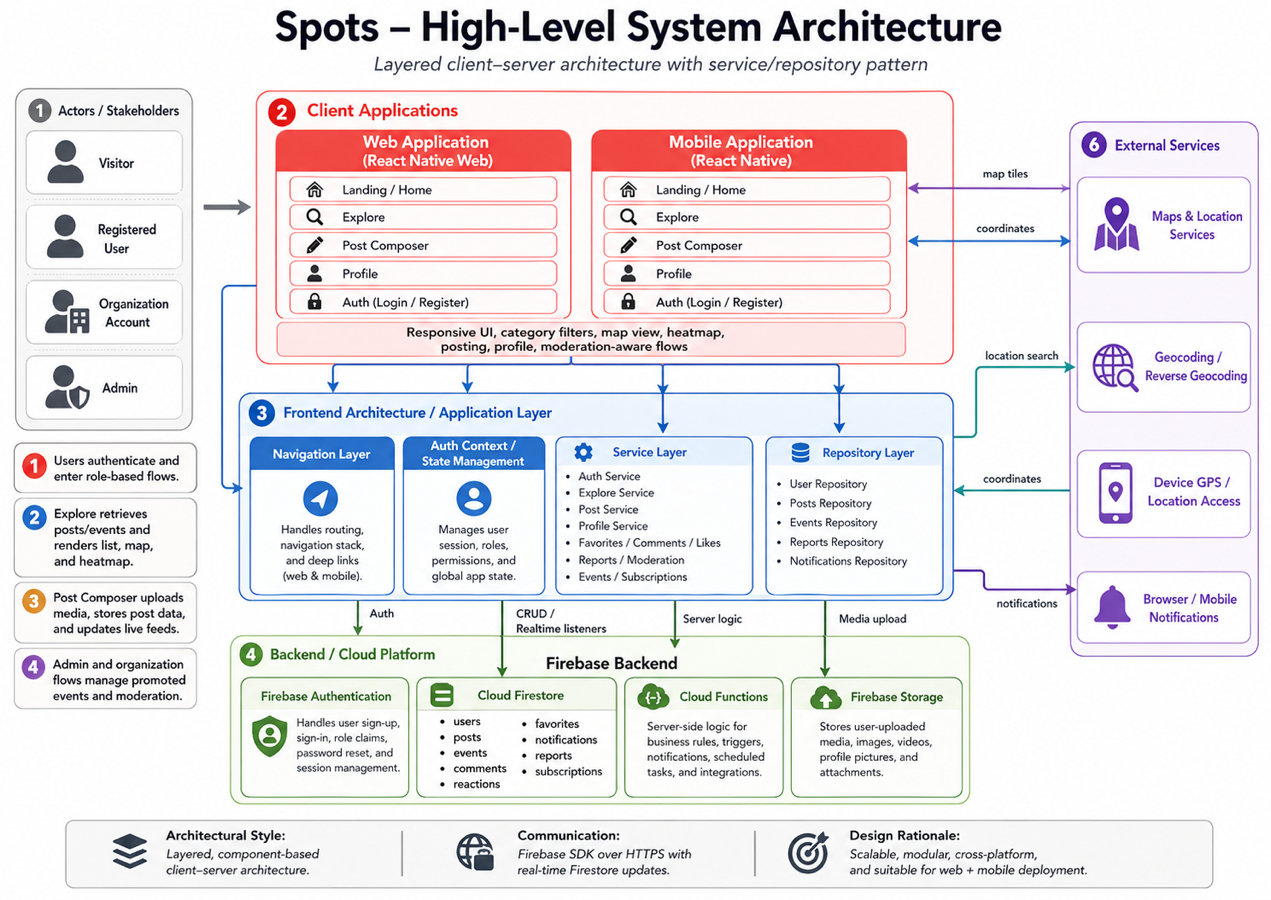 Spots – High-Level System Architecture
Layered client–server architecture with service/repository pattern
1 Actors / Stakeholders
Visitor
Registered
User
Organization
Account
Admin
1 Users authenticate and
enter role-based flows.
2 Explore retrieves
posts/events and
renders list, map,
and heatmap.
3 Post Composer uploads
media, stores post data,
and updates live feeds.
4 Admin and organization
flows manage promoted
events and moderation.
2 Client Applications
Web Application
(React Native Web)
Landing / Home
Explore
Post Composer
Profile
Auth (Login / Register)
Mobile Application
(React Native)
Landing / Home
Explore
Post Composer
Profile
Auth (Login / Register)
Responsive UI, category filters, map view, heatmap,
posting, profile, moderation-aware flows
3 Frontend Architecture / Application Layer
Navigation Layer
Handles routing,
navigation stack,
and deep links
(web & mobile).
Auth Context /
State Management
Manages user
session, roles,
permissions, and
global app state.
Service Layer
• Auth Service
• Explore Service
• Post Service
• Profile Service
• Favorites / Comments / Likes
• Reports / Moderation
• Events / Subscriptions
Repository Layer
• User Repository
• Posts Repository
• Events Repository
• Reports Repository
• Notifications Repository
Auth
CRUD /
Realtime listeners
Server logic
Media upload
4 Backend / Cloud Platform
Firebase Backend
Firebase Authentication
Handles user sign-up,
sign-in, role claims,
password reset, and
session management.
Cloud Firestore
• users
• posts
• events
• comments
• reactions
• favorites
• notifications
• reports
• subscriptions
{-} Cloud Functions
Server-side logic for
business rules, triggers,
notifications, scheduled
tasks, and integrations.
Firebase Storage
Stores user-uploaded
media, images, videos,
profile pictures, and
attachments.
map tiles
coordinates
location search
coordinates
notifications
6 External Services
Maps & Location
Services
Geocoding /
Reverse Geocoding
Device GPS /
Location Access
Browser / Mobile
Notifications
Architectural Style:
Layered, component-based
client–server architecture.
Communication:
Firebase SDK over HTTPS with
real-time Firestore updates.
Design Rationale:
Scalable, modular, cross-platform,
and suitable for web + mobile deployment.